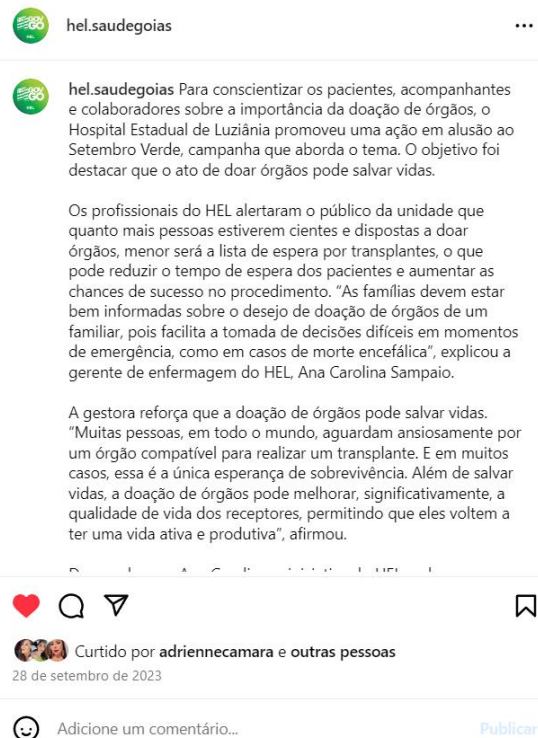 GOV GO
HEL
hel.saudegoias
GOV GO
HEL
hel.saudegoias Para conscientizar os pacientes, acompanhantes
e colaboradores sobre a importância da doação de órgãos, o
Hospital Estadual de Luziânia promoveu uma ação em alusão ao
Setembro Verde, campanha que aborda o tema. O objetivo foi
destacar que o ato de doar órgãos pode salvar vidas.
Os profissionais do HEL alertaram o público da unidade que
quanto mais pessoas estiverem cientes e dispostas a doar
órgãos, menor será a lista de espera por transplantes, o que
pode reduzir o tempo de espera dos pacientes e aumentar as
chances de sucesso no procedimento. “As famílias devem estar
bem informadas sobre o desejo de doação de órgãos de um
familiar, pois facilita a tomada de decisões difíceis em momentos
de emergência, como em casos de morte encefálica”, explicou a
gerente de enfermagem do HEL, Ana Carolina Sampaio.
A gestora reforça que a doação de órgãos pode salvar vidas.
“Muitas pessoas, em todo o mundo, aguardam ansiosamente por
um órgão compatível para realizar um transplante. E em muitos
casos, essa é a única esperança de sobrevivência. Além de salvar
vidas, a doação de órgãos pode melhorar, significativamente, a
qualidade de vida dos receptores, permitindo que eles voltem a
ter uma vida ativa e produtiva”, afirmou.
Curtido por adriennecamara e outras pessoas
28 de setembro de 2023
Adicione um comentário...
Publicar